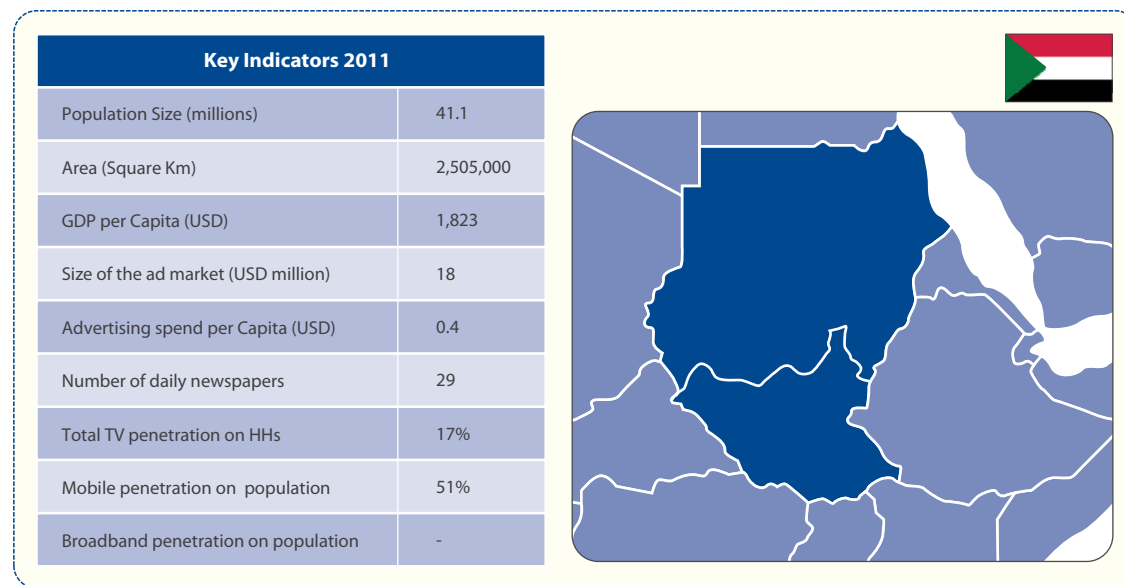 Key Indicators 2011
Population Size (millions) 41.1
Area (Square Km) 2,505,000
GDP per Capita (USD) 1,823
Size of the ad market (USD million) 18
Advertising spend per Capita (USD) 0.4
Number of daily newspapers 29
Total TV penetration on HHs 17%
Mobile penetration on population 51%
Broadband penetration on population -